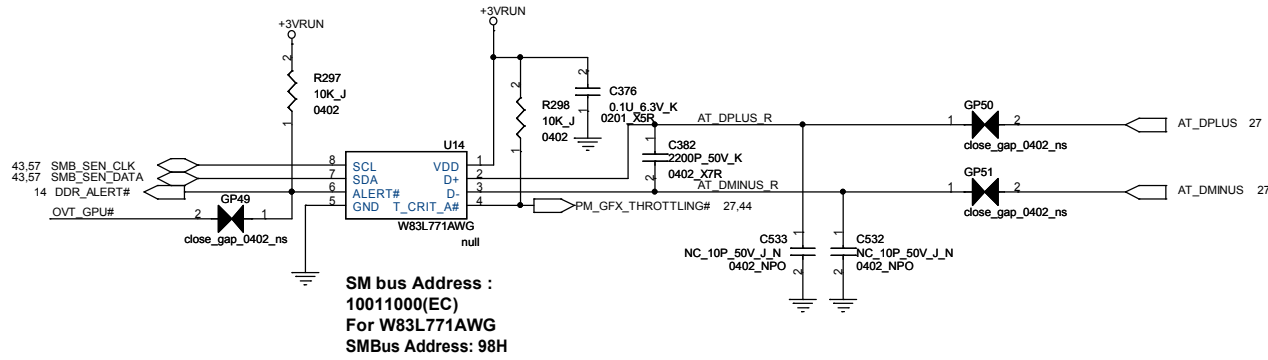 +3VRUN
+3VRUN
2
R297
10K_J
0402
1
2
R298
10K_J
0402
1
2
C376
0.1U_6.3V_K
0201_X5R
1
AT_DPLUS_R
GP50
1
2
AT_DPLUS 27
close_gap_0402_ns
U14
43,57 SMB_SEN_CLK
43,57 SMB_SEN_DATA
14 DDR_ALERT#
8 SCL VDD 1
7 SDA D+ 2
6 ALERT# D- 3
5 GND T_CRIT_A# 4
W83L771AWG
null
1
C382
2200P_50V_K
0402_X7R
2
AT_DMINUS_R
GP51
1
2
AT_DMINUS 27
close_gap_0402_ns
OVT_GPU#
GP49
2
1
close_gap_0402_ns
PM_GFX_THROTTLING# 27,44
1
C533
NC_10P_50V_J_N
0402_NPO
2
1
C532
NC_10P_50V_J_N
0402_NPO
2
SM bus Address :
10011000(EC)
For W83L771AWG
SMBus Address: 98H